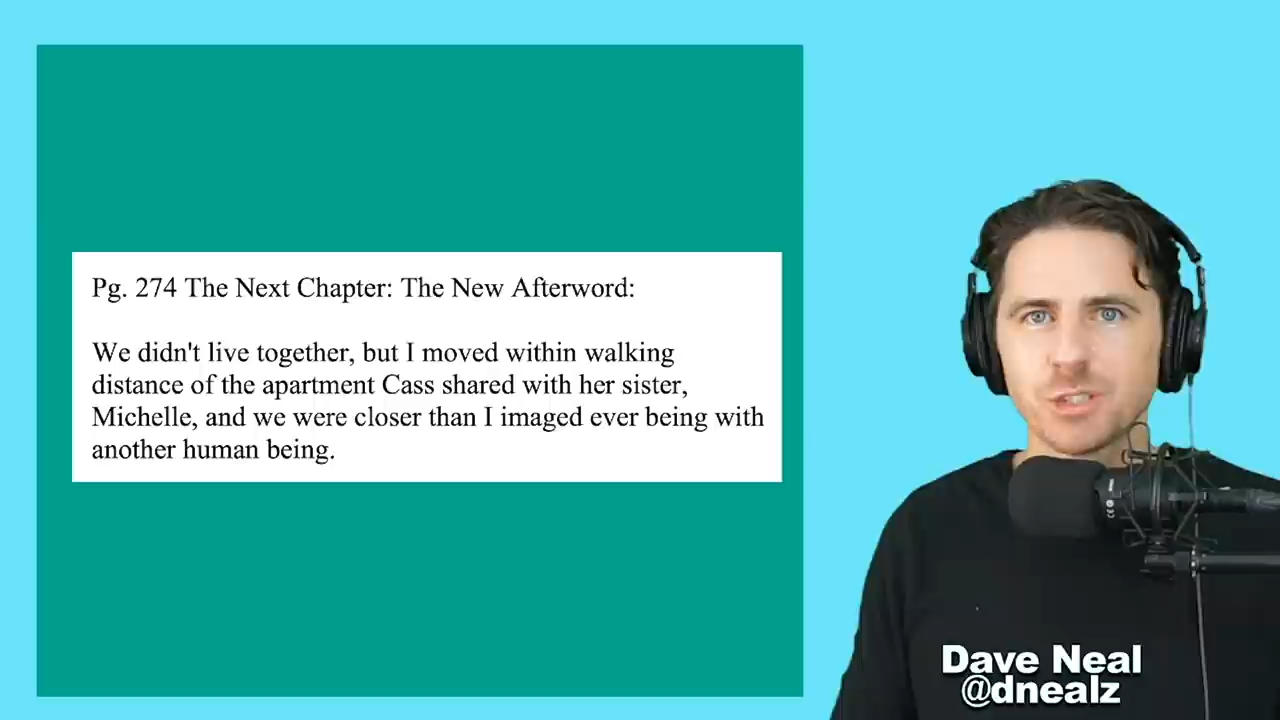 Pg. 274 The Next Chapter: The New Afterword:
We didn't live together, but I moved within walking
distance of the apartment Cass shared with her sister,
Michelle, and we were closer than I imaged ever being with
another human being.
Dave Neal
@dnealz